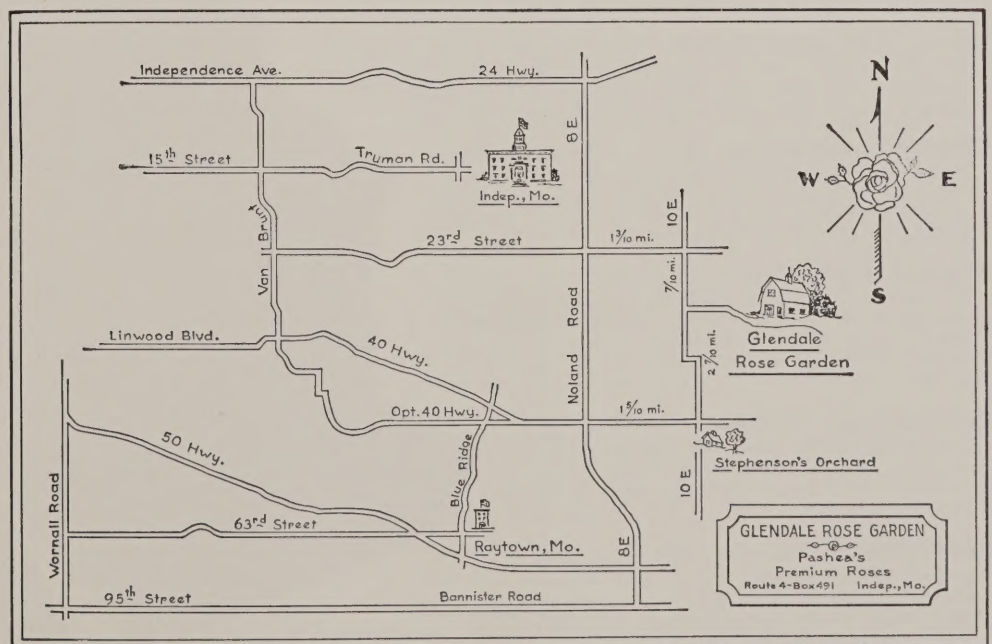 Independence Ave.
24 Hwy.
N
8 E
15th Street
Truman Rd.
Indep., Mo.
W
E
10 E
Van Brunt
23rd Street
1 3/10 mi.
7/10 mi.
S
Noland Road
Linwood Blvd.
40 Hwy.
Glendale
Rose Garden
2 7/10 mi.
Opt. 40 Hwy.
1 5/10 mi.
Wornall Road
50 Hwy.
Blue Ridge
Stephenson's Orchard
10 E
63rd Street
Raytown, Mo.
8E
95th Street
Bannister Road
GLENDALE ROSE GARDEN
Pashea's
Premium Roses
Route 4-Box 491 Indep., Mo.